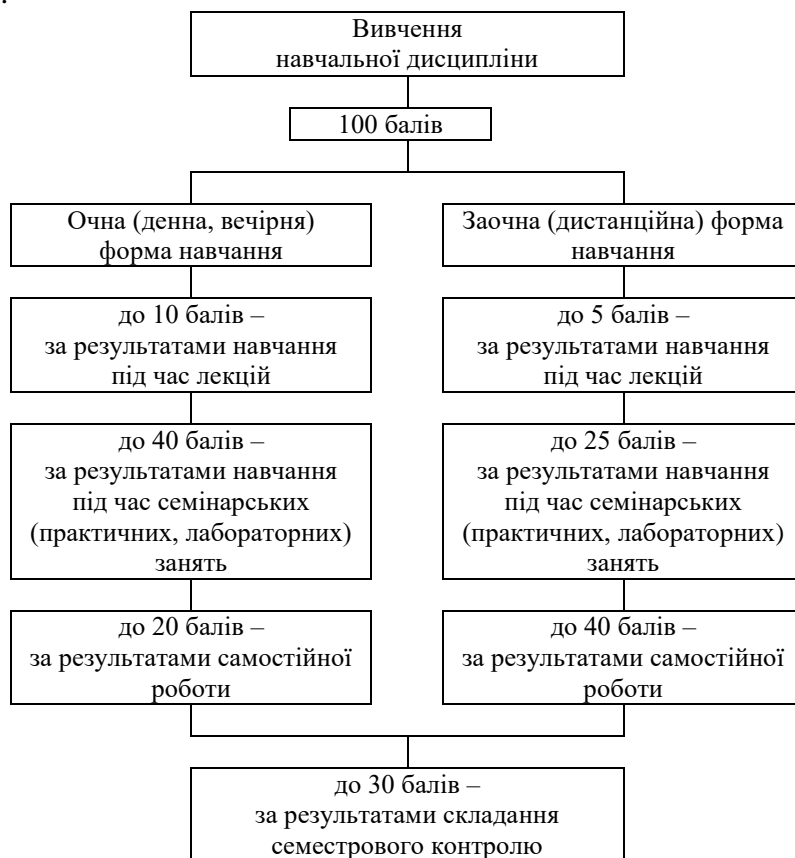 Вивчення
навчальної дисципліни
100 балів
Очна (денна, вечірня)
форма навчання
Заочна (дистанційна) форма
навчання
до 10 балів –
за результатами навчання
під час лекцій
до 5 балів –
за результатами навчання
під час лекцій
до 40 балів –
за результатами навчання
під час семінарських
(практичних, лабораторних)
занять
до 25 балів –
за результатами навчання
під час семінарських
(практичних, лабораторних)
занять
до 20 балів –
за результатами самостійної
роботи
до 40 балів –
за результатами самостійної
роботи
до 30 балів –
за результатами складання
семестрового контролю